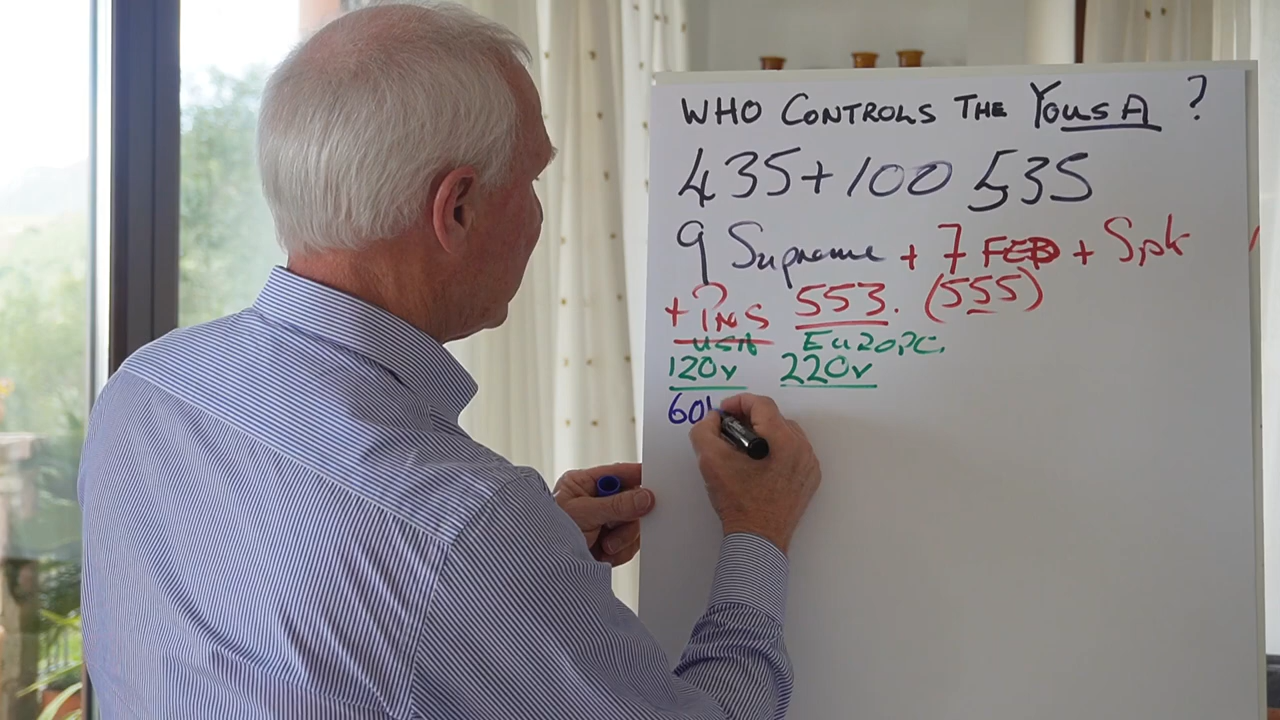 WHO CONTROLS THE YOUSA ?
435+100 535
9 Supreme + 7 FED + Spk
+ 553. (555)
USA Europe.
120v 220v
60